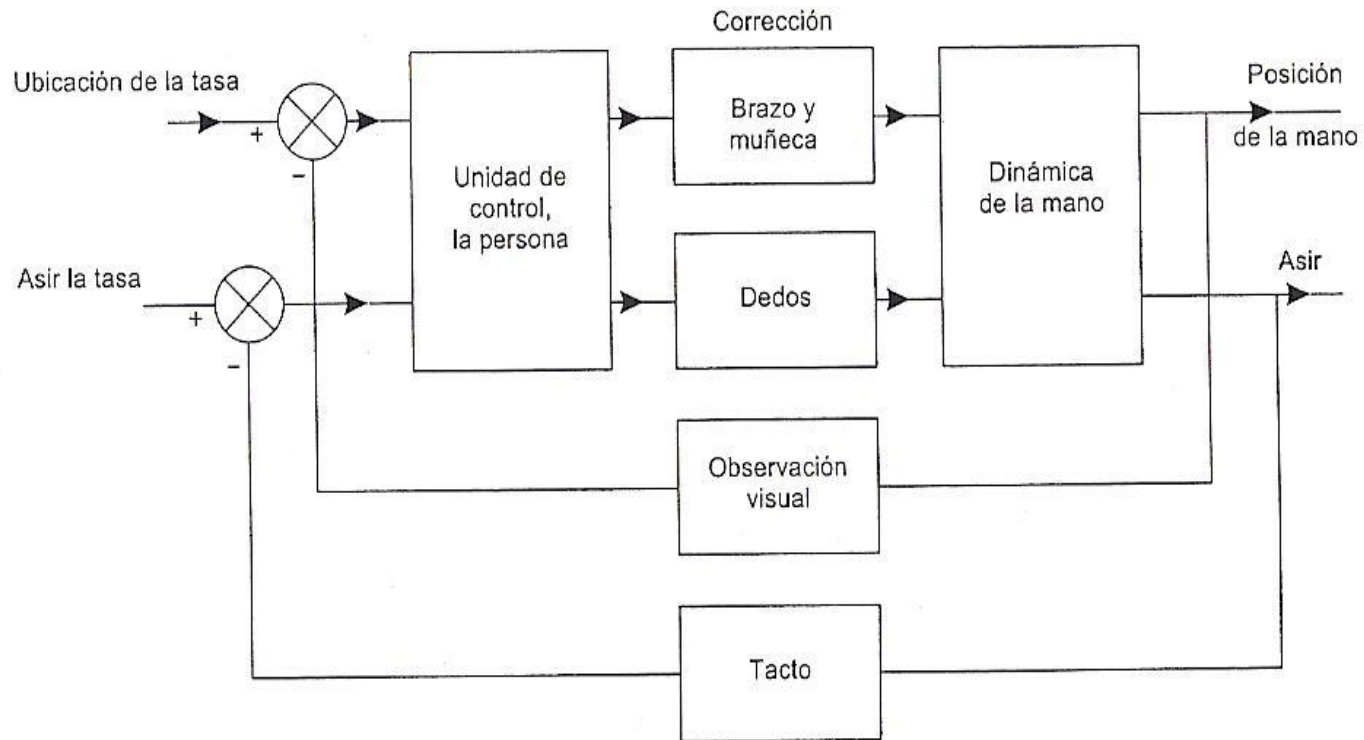 Corrección
Ubicación de la tasa
+
−
Unidad de
control,
la persona
Brazo y
muñeca
Dinámica
de la mano
Posición
de la mano
Asir la tasa
+
−
Dedos
Asir
Observación
visual
Tacto